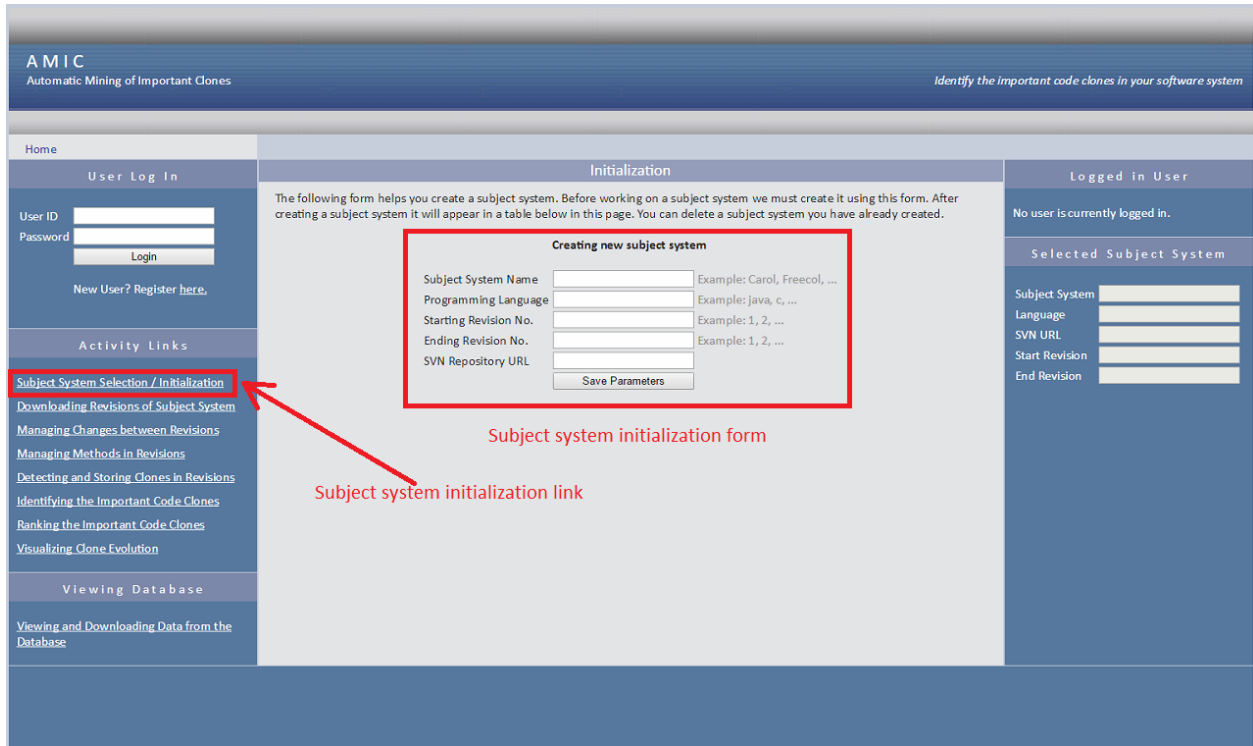 AMIC
Automatic Mining of Important Clones
Identify the important code clones in your software system
Home
User Log In
User ID
Password
Login
New User? Register here.
Activity Links
Subject System Selection / Initialization
Downloading Revisions of Subject System
Managing Changes between Revisions
Managing Methods in Revisions
Detecting and Storing Clones in Revisions
Identifying the Important Code Clones
Ranking the Important Code Clones
Visualizing Clone Evolution
Viewing Database
Viewing and Downloading Data from the
Database
Initialization
The following form helps you create a subject system. Before working on a subject system we must create it using this form. After
creating a subject system it will appear in a table below in this page. You can delete a subject system you have already created.
Creating new subject system
Subject System Name Example: Carol, Freecol, ...
Programming Language Example: java, c, ...
Starting Revision No. Example: 1, 2, ...
Ending Revision No. Example: 1, 2, ...
SVN Repository URL
Save Parameters
Subject system initialization form
Subject system initialization link
Logged in User
No user is currently logged in.
Selected Subject System
Subject System
Language
SVN URL
Start Revision
End Revision